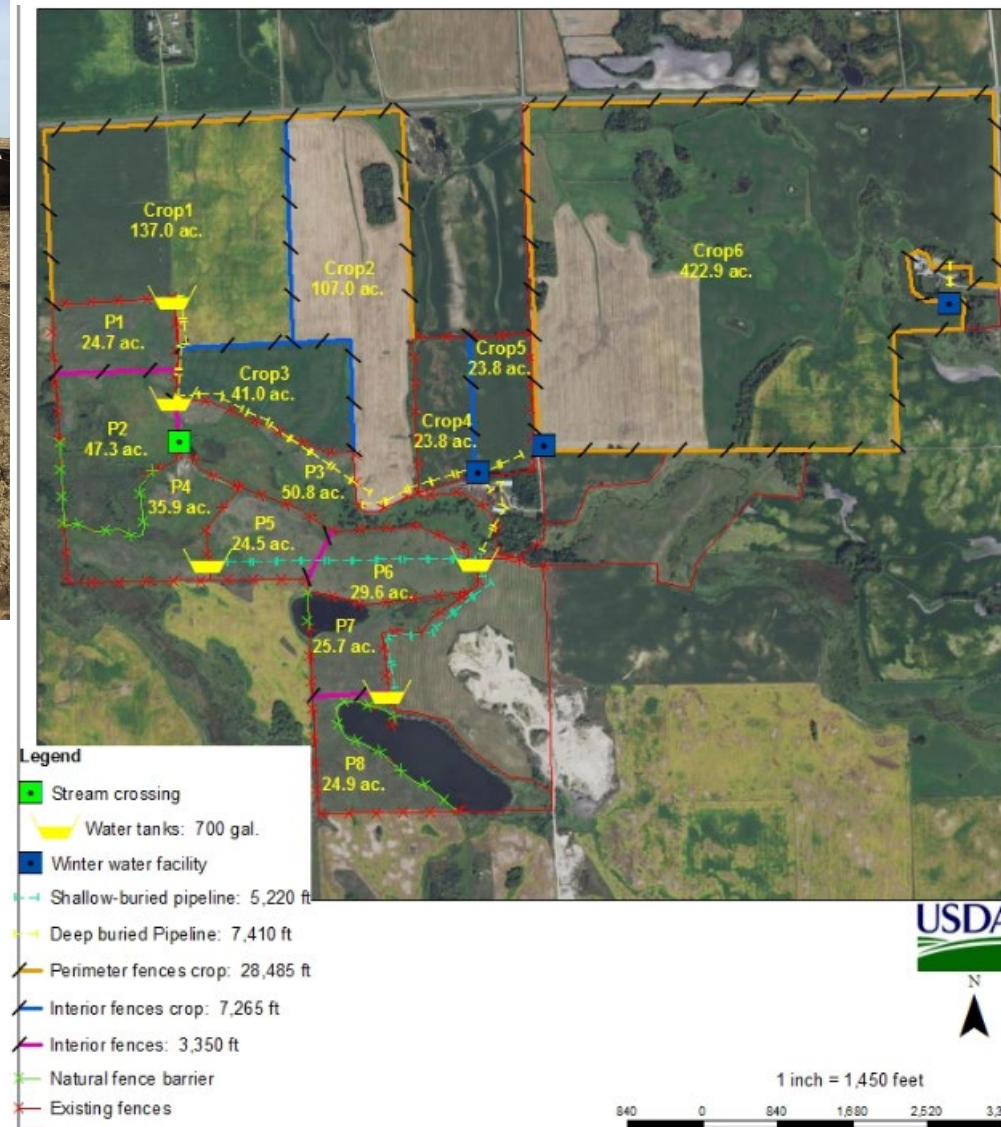 Crop1
137.0 ac.
Crop2
107.0 ac.
Crop6
422.9 ac.
P1
24.7 ac.
Crop3
41.0 ac.
Crop5
23.8 ac.
Crop4
23.8 ac.
P2
47.3 ac.
P3
50.8 ac.
P4
35.9 ac.
P5
24.5 ac.
P6
29.6 ac.
P7
25.7 ac.
P8
24.9 ac.
Legend
Stream crossing
Water tanks: 700 gal.
Winter water facility
Shallow-buried pipeline: 5,220 ft
Deep buried Pipeline: 7,410 ft
Perimeter fences crop: 28,485 ft
Interior fences crop: 7,265 ft
Interior fences: 3,350 ft
Natural fence barrier
Existing fences
USDA
N
1 inch = 1,450 feet
840 0 840 1,680 2,520